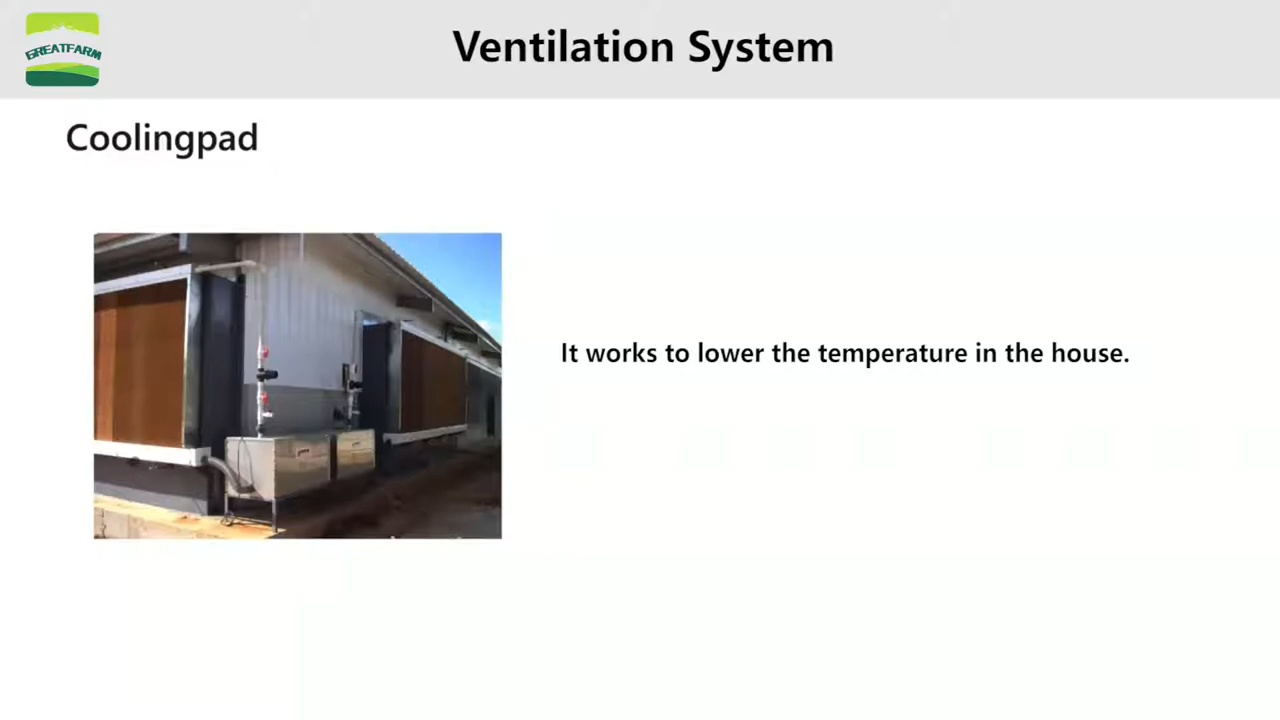 GREATFARM
Ventilation System
Coolingpad
It works to lower the temperature in the house.